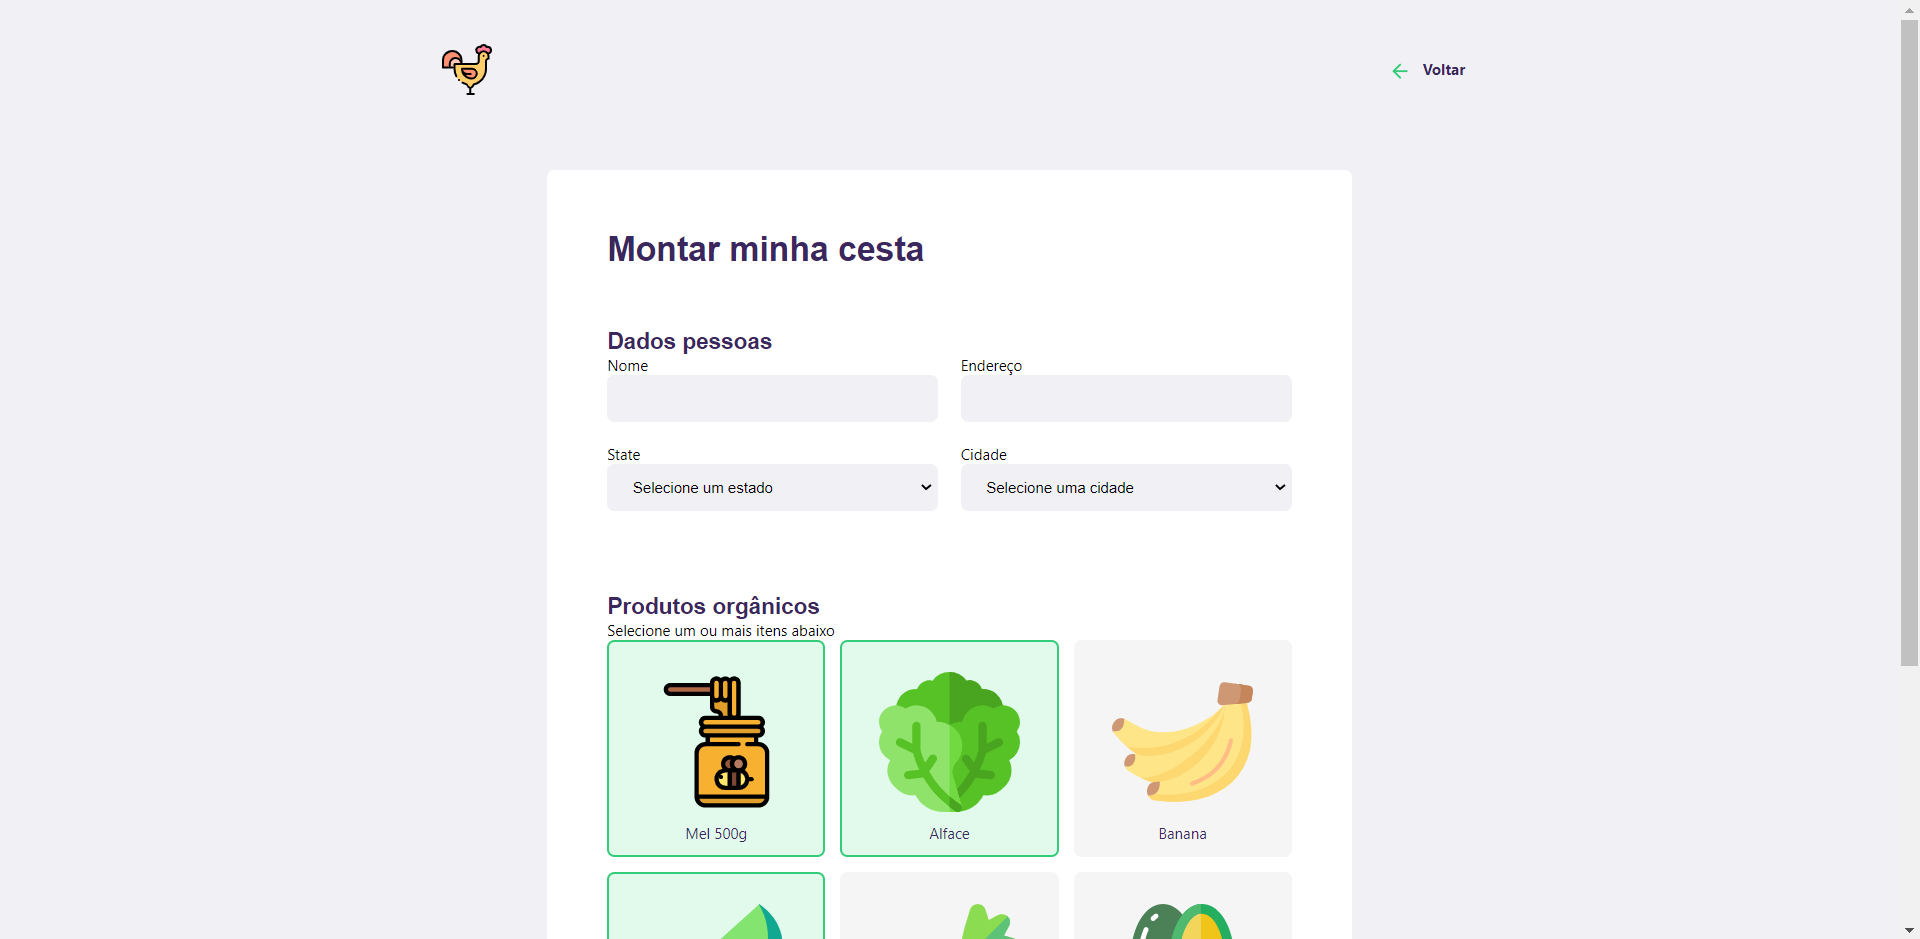 Voltar
Montar minha cesta
Dados pessoas
Nome
Endereço
State
Cidade
Selecione um estado
Selecione uma cidade
Produtos orgânicos
Selecione um ou mais itens abaixo
Mel 500g
Alface
Banana